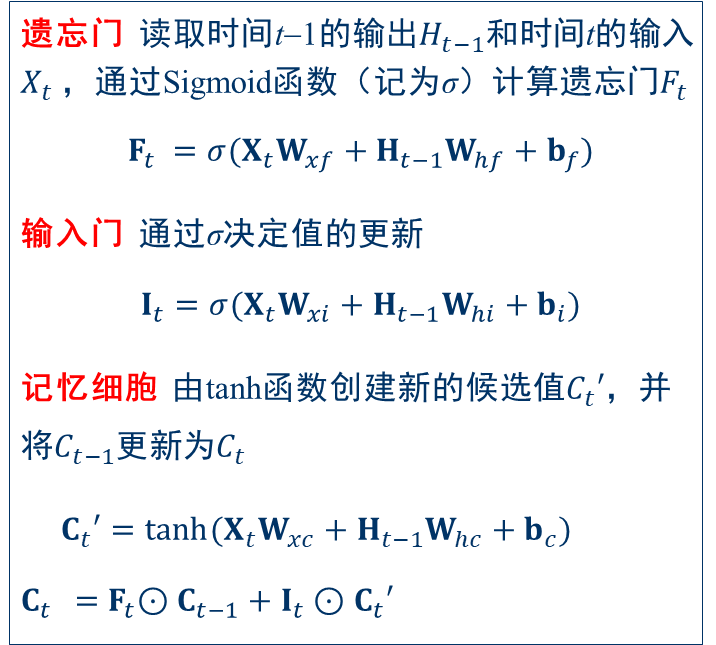 遗忘门 读取时间t–1的输出H_{t−1}和时间t的输入
X_t ，通过Sigmoid函数（记为σ）计算遗忘门F_t
F_t = σ(X_tW_{xf} + H_{t−1}W_{hf} + b_f)
输入门 通过σ决定值的更新
I_t = σ(X_tW_{xi} + H_{t−1}W_{hi} + b_i)
记忆细胞 由tanh函数创建新的候选值C_t′，并
将C_{t−1}更新为C_t
C_t′ = tanh(X_tW_{xc} + H_{t−1}W_{hc} + b_c)
C_t = F_t⊙ C_{t−1} + I_t ⊙ C_t′